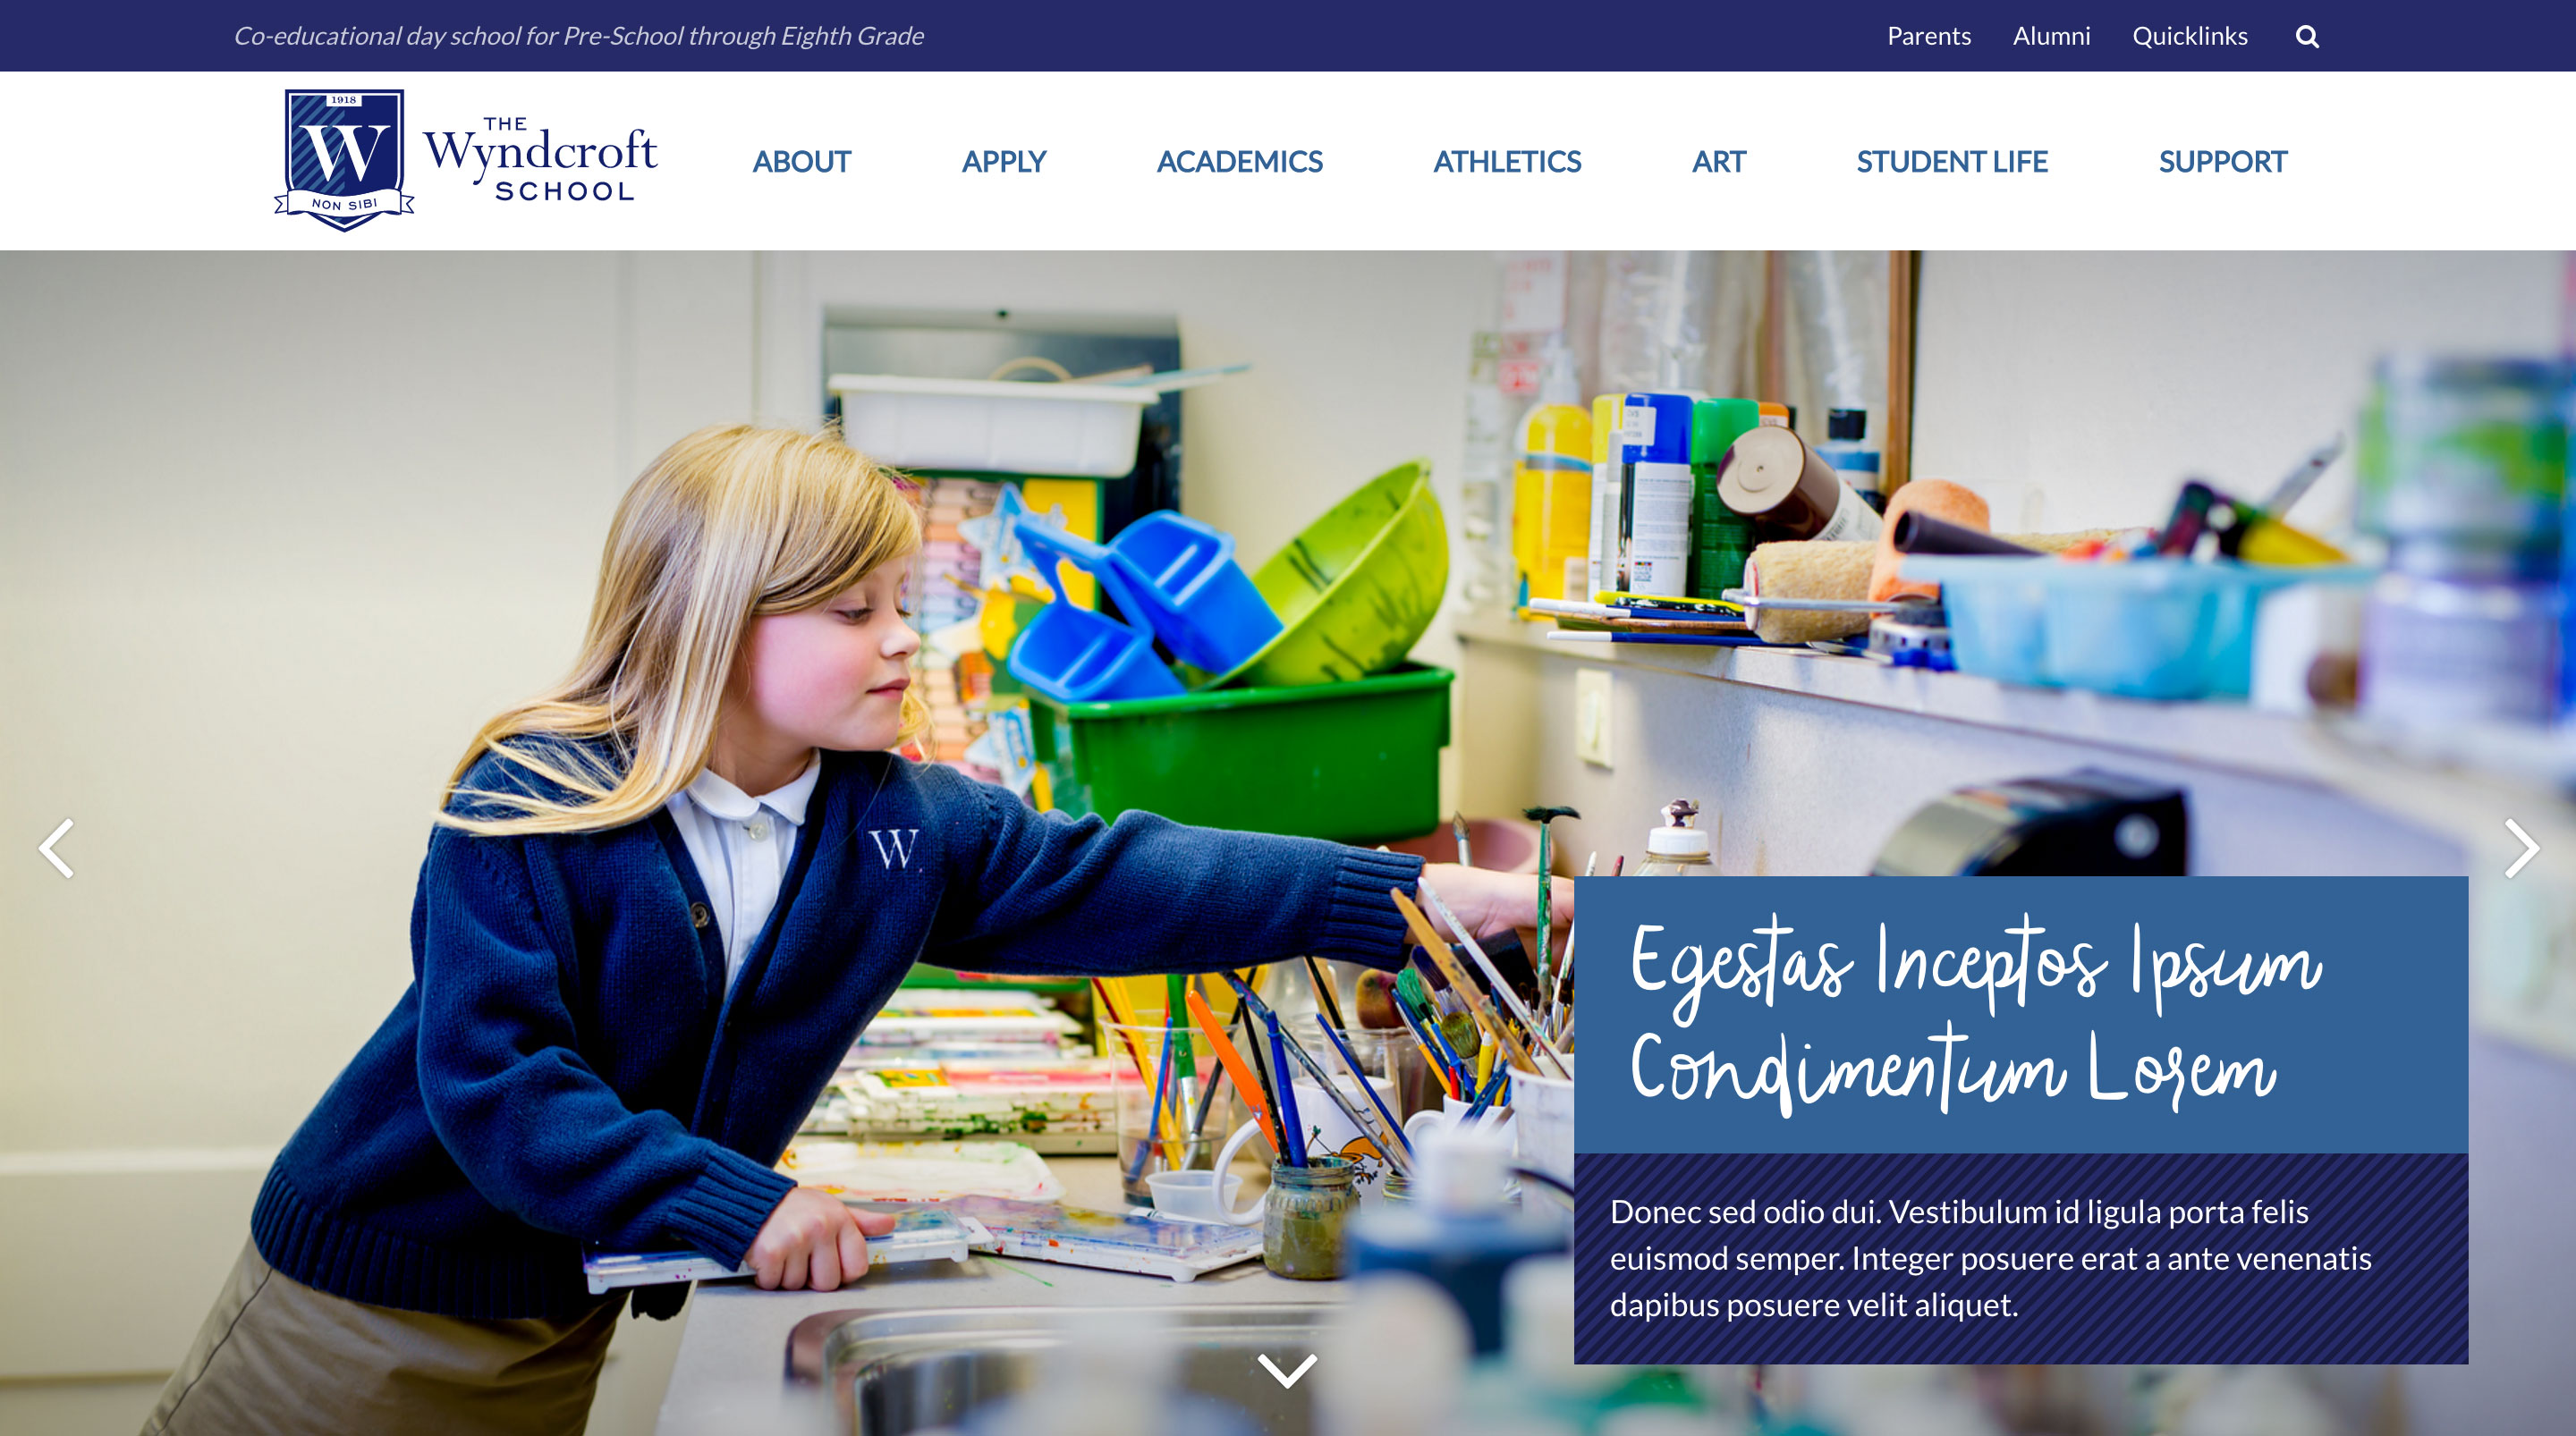 Co-educational day school for Pre-School through Eighth Grade
Parents Alumni Quicklinks
1918
W
NON SIBI
THE
Wyndcroft
SCHOOL
ABOUT APPLY ACADEMICS ATHLETICS ART STUDENT LIFE SUPPORT
W
Egestas Inceptos Ipsum
Condimentum Lorem
Donec sed odio dui. Vestibulum id ligula porta felis
euismod semper. Integer posuere erat a ante venenatis
dapibus posuere velit aliquet.